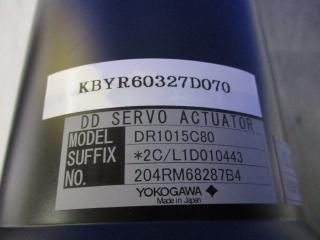 KBYR60327D070
DD SERVO ACTUATOR
MODEL DR1015C80
SUFFIX *2C/L1D010443
NO. 204RM68287B4
YOKOGAWA
Made in Japan